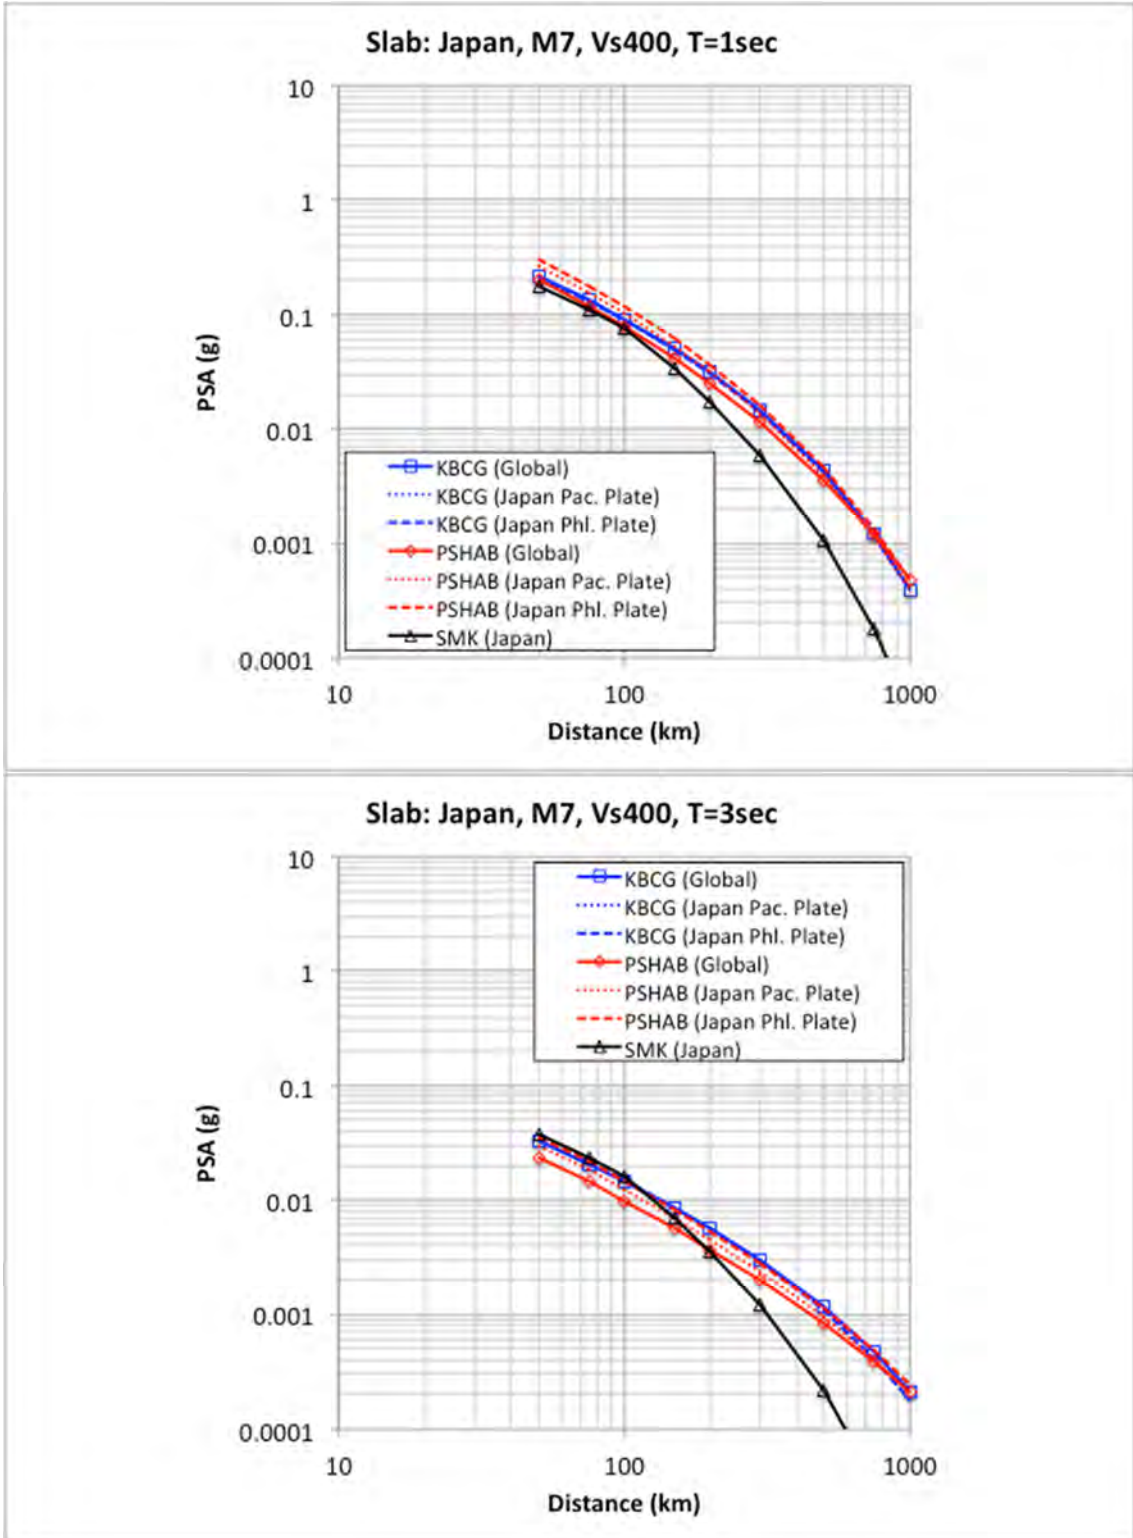 Slab: Japan, M7, Vs400, T=1sec
10
1
0.1
0.01
0.001
0.0001
PSA (g)
KBCG (Global)
KBCG (Japan Pac. Plate)
KBCG (Japan Phl. Plate)
PSHAB (Global)
PSHAB (Japan Pac. Plate)
PSHAB (Japan Phl. Plate)
SMK (Japan)
10 100 1000
Distance (km)
Slab: Japan, M7, Vs400, T=3sec
10
1
0.1
0.01
0.001
0.0001
PSA (g)
KBCG (Global)
KBCG (Japan Pac. Plate)
KBCG (Japan Phl. Plate)
PSHAB (Global)
PSHAB (Japan Pac. Plate)
PSHAB (Japan Phl. Plate)
SMK (Japan)
10 100 1000
Distance (km)